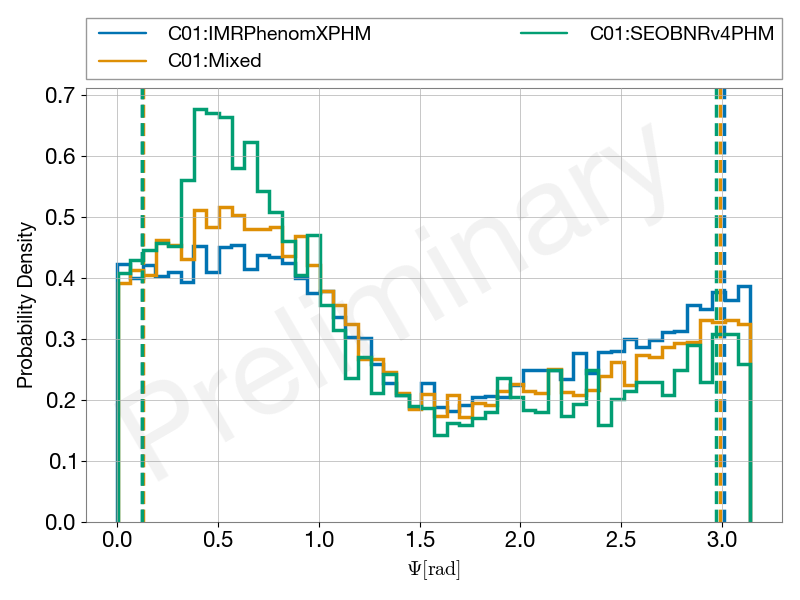 C01:IMRPhenomXPHM
C01:Mixed
C01:SEOBNRv4PHM
0.7
0.6
0.5
0.4
0.3
0.2
0.1
0.0
Probability Density
Preliminary
0.0 0.5 1.0 1.5 2.0 2.5 3.0
Ψ[rad]